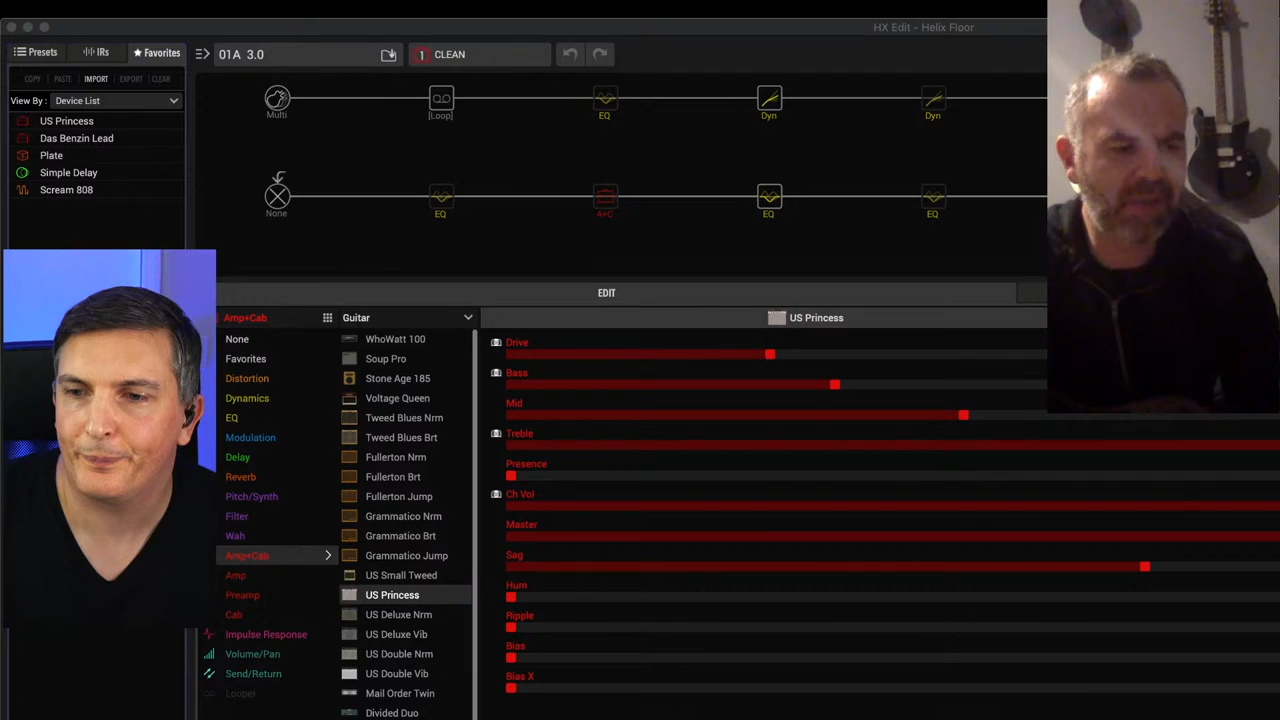 HX Edit - Helix Floor
Presets
IRs
Favorites
01A 3.0
1 CLEAN
COPY PASTE IMPORT EXPORT CLEAR
View By : Device List
US Princess
Das Benzin Lead
Plate
Simple Delay
Scream 808
Multi
[Loop]
EQ
Dyn
Dyn
None
EQ
A+C
EQ
EQ
EDIT
Amp+Cab
Guitar
US Princess
None
Favorites
Distortion
Dynamics
EQ
Modulation
Delay
Reverb
Pitch/Synth
Filter
Wah
Amp+Cab
Amp
Preamp
Cab
Impulse Response
Volume/Pan
Send/Return
Looper
WhoWatt 100
Soup Pro
Stone Age 185
Voltage Queen
Tweed Blues Nrm
Tweed Blues Brt
Fullerton Nrm
Fullerton Brt
Fullerton Jump
Grammatico Nrm
Grammatico Brt
Grammatico Jump
US Small Tweed
US Princess
US Deluxe Nrm
US Deluxe Vib
US Double Nrm
US Double Vib
Mail Order Twin
Divided Duo
Drive
Bass
Mid
Treble
Presence
Ch Vol
Master
Sag
Hum
Ripple
Bias
Bias X